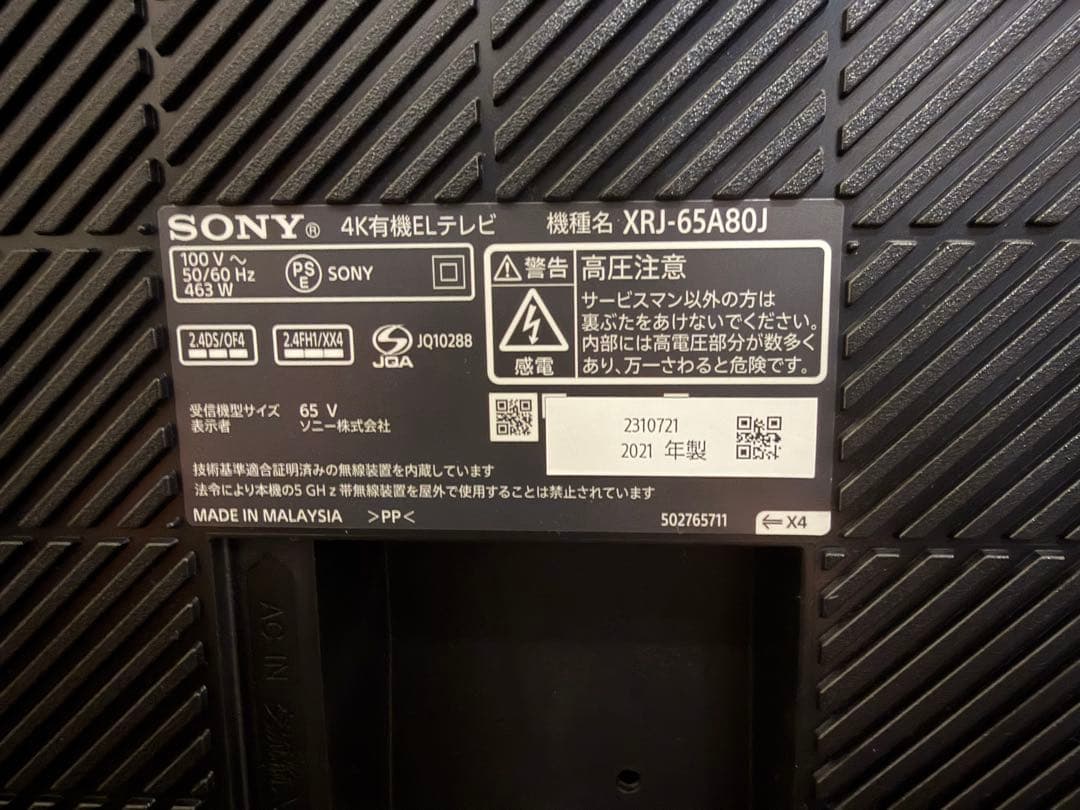 SONY® 4K有機ELテレビ 機種名 XRJ-65A80J
100 V～
50/60 Hz
463 W
PS
E
SONY
警告
高圧注意
感電
サービスマン以外の方は
裏ぶたをあけないでください。
内部には高電圧部分が数多く
あり、万一さわると危険です。
2.4DS/OF4
2.4FH1/XX4
JQA
JQ10288
受信機型サイズ 65 V
表示者 ソニー株式会社
2310721
2021 年製
技術基準適合証明済みの無線装置を内蔵しています
法令により本機の5 GHz帯無線装置を屋外で使用することは禁止されています
MADE IN MALAYSIA >PP<
502765711
X4
AC IN